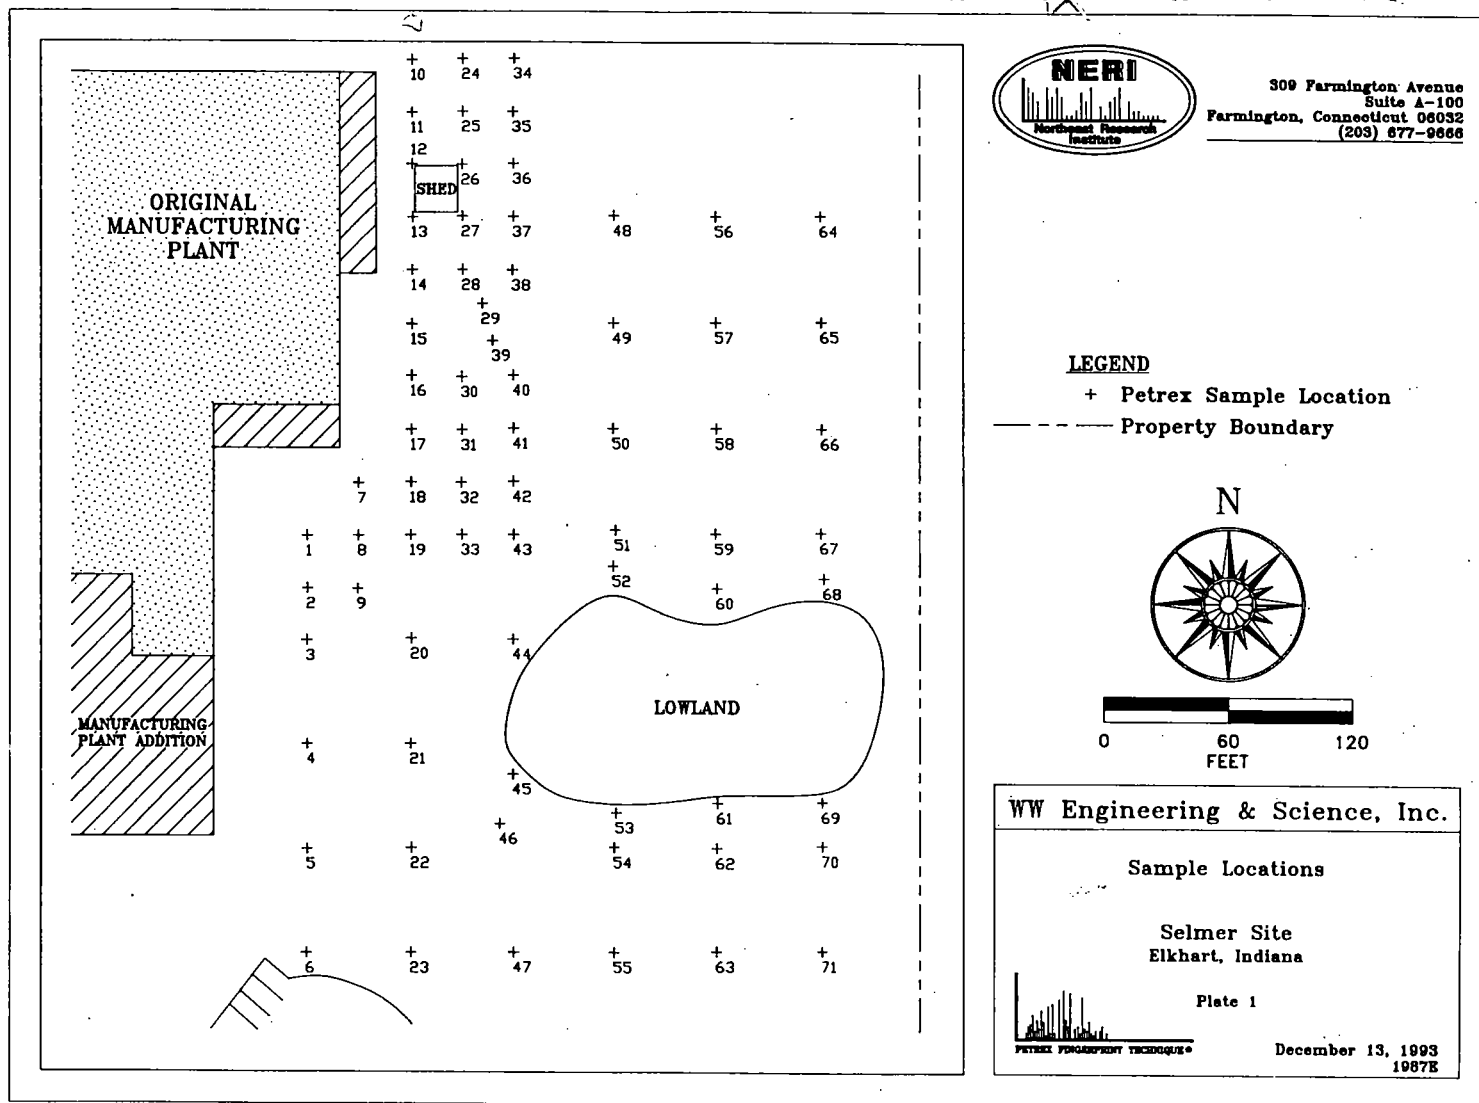 10 24 34
11 25 35
12
SHED 26 36
ORIGINAL
MANUFACTURING
PLANT
13 27 37 48 56 64
14 28 38
29
15 49 57 65
39
16 30 40
17 31 41 50 58 66
7 18 32 42
1 8 19 33 43 51 59 67
52
2 9 60 68
3 20 44
LOWLAND
MANUFACTURING
PLANT ADDITION
4 21
45
46 53 61 69
5 22 54 62 70
6 23 47 55 63 71
NERI
Northeast Research
Institute
309 Farmington Avenue
Suite A-100
Farmington, Connecticut 06032
(203) 677-9666
LEGEND
+ Petrex Sample Location
Property Boundary
N
0 60 120
FEET
WW Engineering & Science, Inc.
Sample Locations
Selmer Site
Elkhart, Indiana
Plate 1
PETREX FINGERPRINT TECHNIQUE
December 13, 1993
1987E